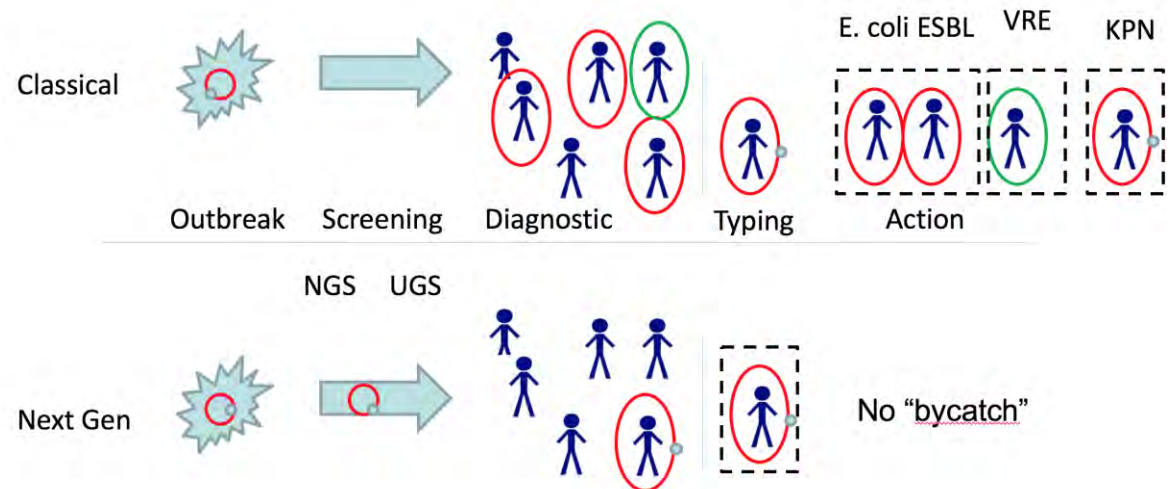 E. coli ESBL VRE KPN
Classical
Outbreak Screening Diagnostic Typing Action
NGS UGS
Next Gen
No “bycatch”